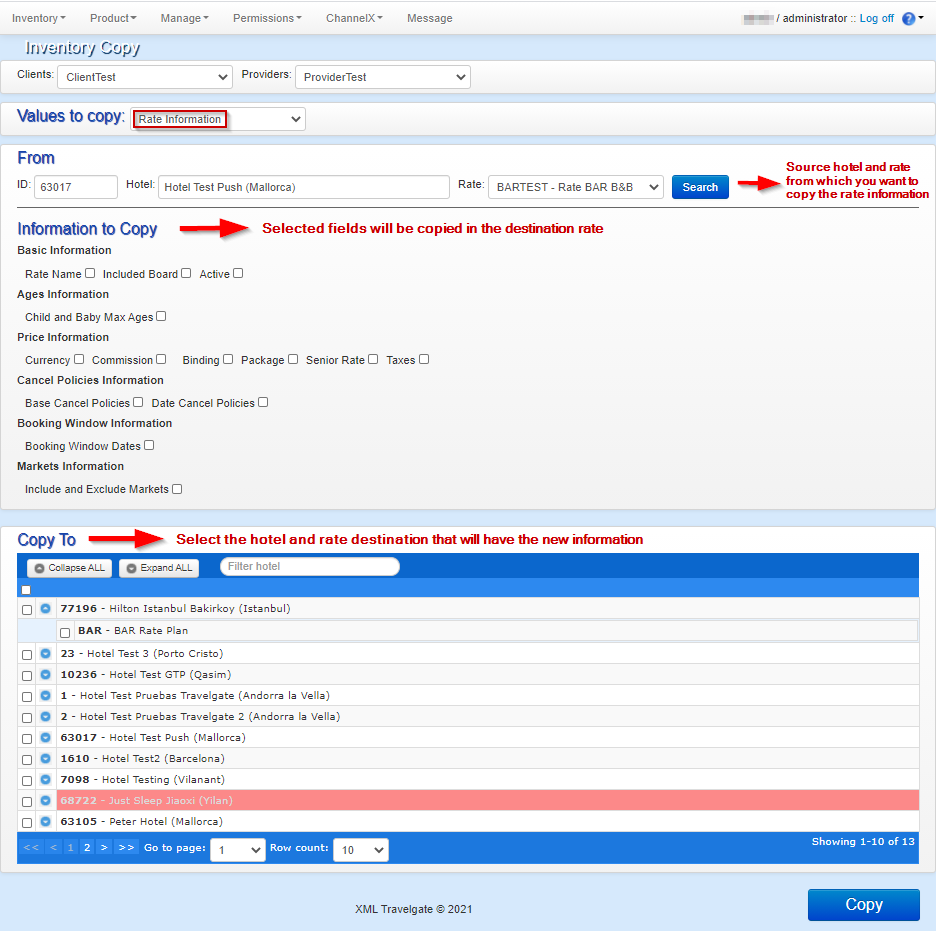 Inventory Product Manage Permissions ChannelX Message / administrator :: Log off ?
Inventory Copy
Clients: ClientTest Providers: ProviderTest
Values to copy: Rate Information
From
ID: 63017 Hotel: Hotel Test Push (Mallorca) Rate: BARTEST - Rate BAR B&B Search
Source hotel and rate
from which you want to
copy the rate information
Information to Copy Selected fields will be copied in the destination rate
Basic Information
Rate Name Included Board Active
Ages Information
Child and Baby Max Ages
Price Information
Currency Commission Binding Package Senior Rate Taxes
Cancel Policies Information
Base Cancel Policies Date Cancel Policies
Booking Window Information
Booking Window Dates
Markets Information
Include and Exclude Markets
Copy To Select the hotel and rate destination that will have the new information
Collapse ALL Expand ALL Filter hotel
77196 - Hilton Istanbul Bakirkoy (Istanbul)
BAR - BAR Rate Plan
23 - Hotel Test 3 (Porto Cristo)
10236 - Hotel Test GTP (Qasim)
1 - Hotel Test Pruebas Travelgate (Andorra la Vella)
2 - Hotel Test Pruebas Travelgate 2 (Andorra la Vella)
63017 - Hotel Test Push (Mallorca)
1610 - Hotel Test2 (Barcelona)
7098 - Hotel Testing (Vilanant)
68722 - Just Sleep Jiaoxi (Yilan)
63105 - Peter Hotel (Mallorca)
<< < 1 2 > >> Go to page: 1 Row count: 10 Showing 1-10 of 13
XML Travelgate © 2021
Copy